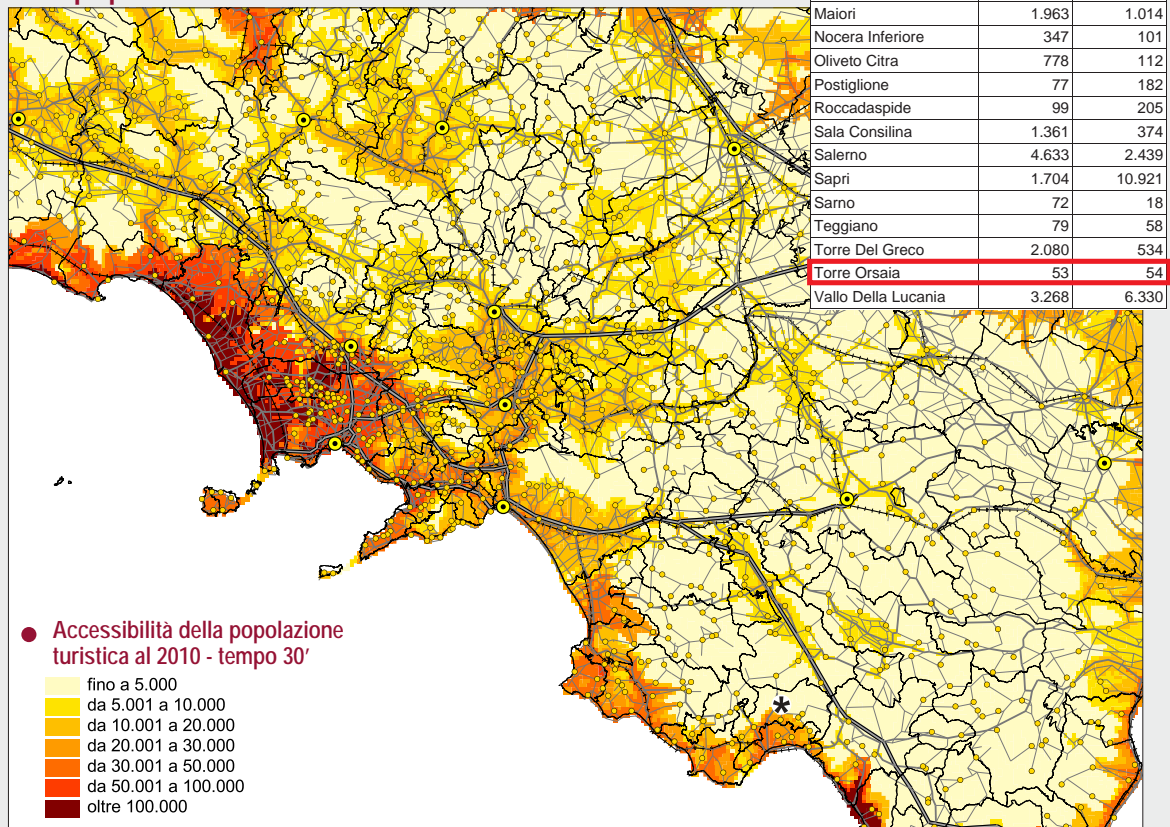 Maiori 1.963 1.014
Nocera Inferiore 347 101
Oliveto Citra 778 112
Postiglione 77 182
Roccadaspide 99 205
Sala Consilina 1.361 374
Salerno 4.633 2.439
Sapri 1.704 10.921
Sarno 72 18
Teggiano 79 58
Torre Del Greco 2.080 534
Torre Orsaia 53 54
Vallo Della Lucania 3.268 6.330
*
Accessibilità della popolazione
turistica al 2010 - tempo 30'
fino a 5.000
da 5.001 a 10.000
da 10.001 a 20.000
da 20.001 a 30.000
da 30.001 a 50.000
da 50.001 a 100.000
oltre 100.000